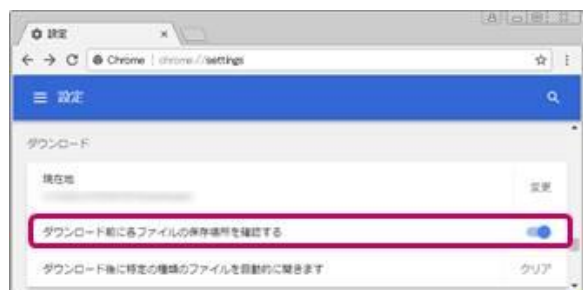 設定
Chrome | chrome://settings
設定
ダウンロード
現在地
変更
ダウンロード前に各ファイルの保存場所を確認する
ダウンロード後に特定の種類のファイルを自動的に開きます
クリア